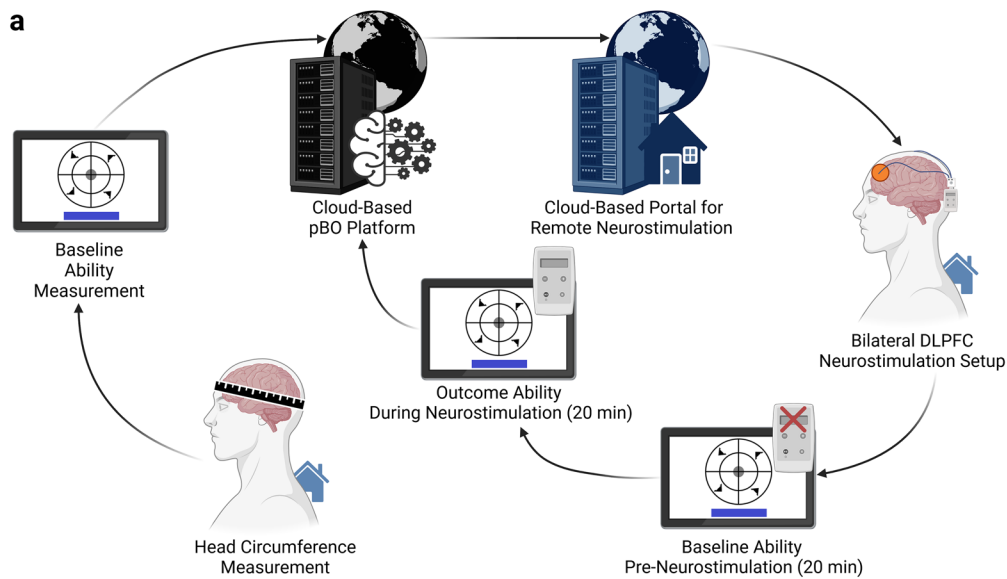 a
Cloud-Based
pBO Platform
Cloud-Based Portal for
Remote Neurostimulation
Baseline
Ability
Measurement
Bilateral DLPFC
Neurostimulation Setup
Outcome Ability
During Neurostimulation (20 min)
Head Circumference
Measurement
Baseline Ability
Pre-Neurostimulation (20 min)